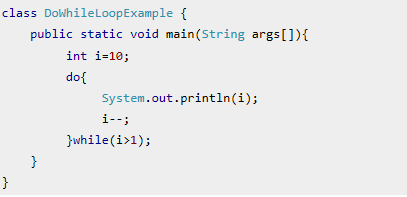 class DoWhileLoopExample {
    public static void main(String args[]){
         int i=10;
         do{
              System.out.println(i);
              i--;
         }while(i>1);
    }
}